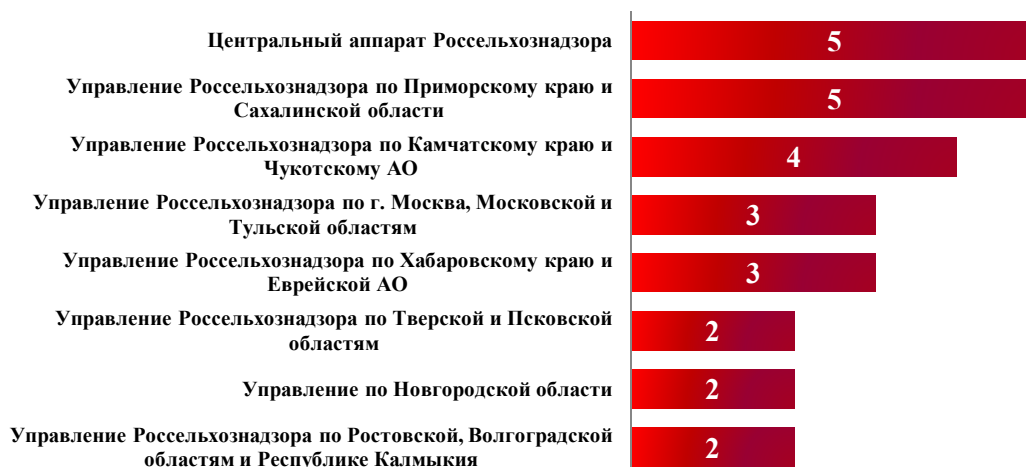 Центральный аппарат Россельхознадзора
5
Управление Россельхознадзора по Приморскому краю и
Сахалинской области
5
Управление Россельхознадзора по Камчатскому краю и
Чукотскому АО
4
Управление Россельхознадзора по г. Москва, Московской и
Тульской областям
3
Управление Россельхознадзора по Хабаровскому краю и
Еврейской АО
3
Управление Россельхознадзора по Тверской и Псковской
областям
2
Управление по Новгородской области
2
Управление Россельхознадзора по Ростовской, Волгоградской
областям и Республике Калмыкия
2